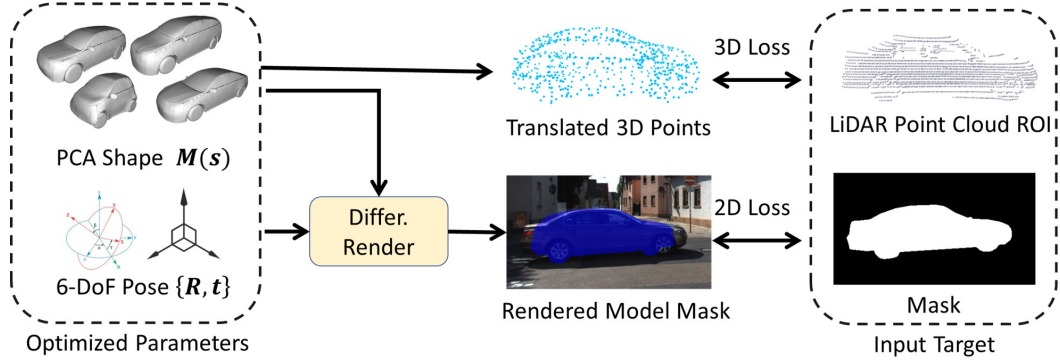 PCA Shape M(s)
6-DoF Pose {R, t}
Optimized Parameters
Differ.
Render
Translated 3D Points
Rendered Model Mask
3D Loss
2D Loss
LiDAR Point Cloud ROI
Mask
Input Target